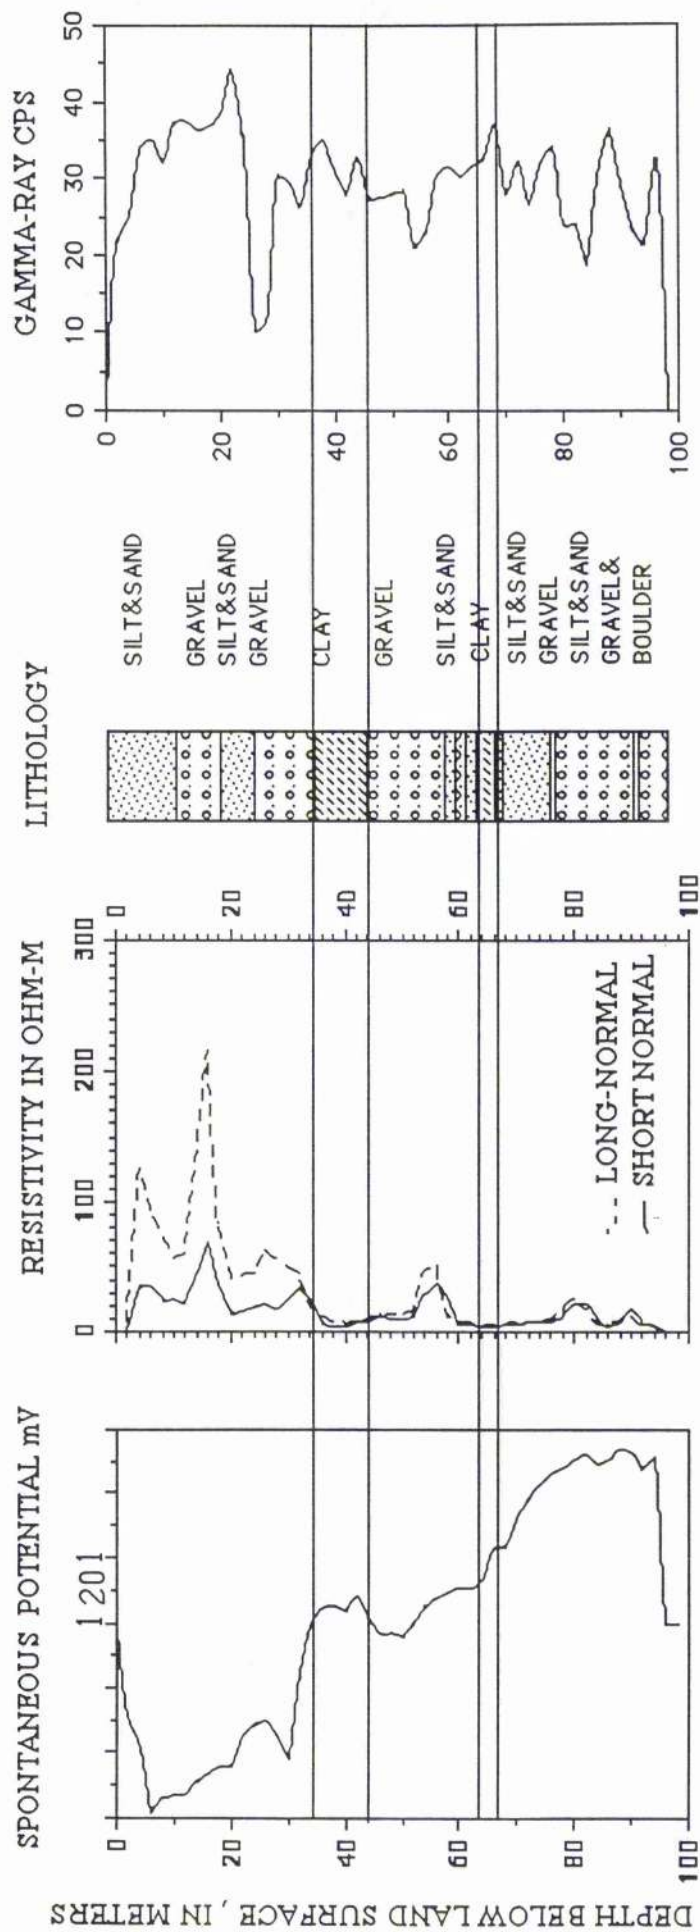 GAMMA-RAY CPS
0
10
20
30
40
50
0
20
40
60
80
100
LITHOLOGY
SILT&SAND
GRAVEL
SILT&SAND
GRAVEL
CLAY
GRAVEL
SILT&SAND
CLAY
SILT&SAND
GRAVEL
SILT&SAND
GRAVEL&
BOULDER
RESISTIVITY IN OHM-M
0
100
200
300
0
20
40
60
80
100
LONG-NORMAL
SHORT NORMAL
SPONTANEOUS POTENTIAL mV
1201
0
20
40
60
80
100
DEPTH BELOW LAND SURFACE , IN METERS